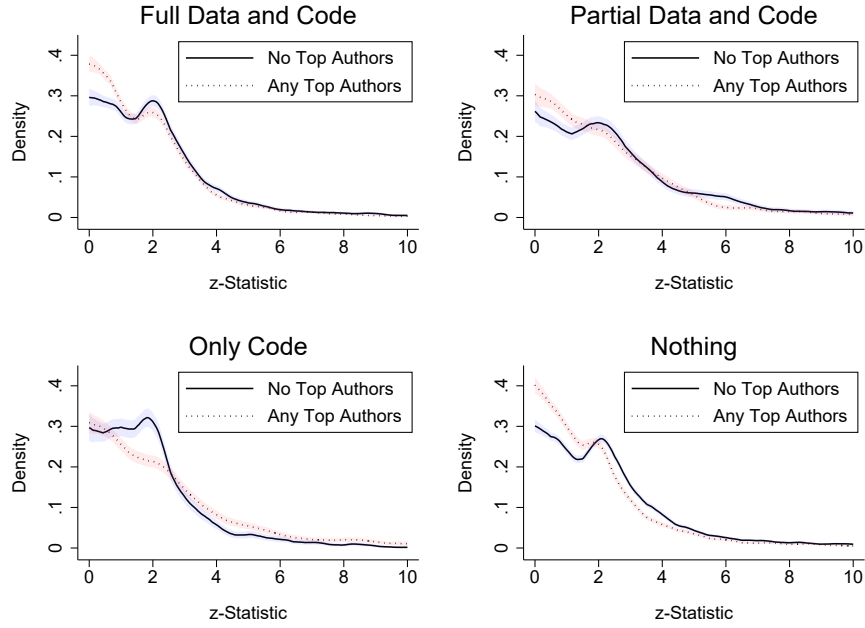 Full Data and Code
Density
.4
.3
.2
.1
0
No Top Authors
Any Top Authors
0 2 4 6 8 10
z-Statistic
Partial Data and Code
Density
.4
.3
.2
.1
0
No Top Authors
Any Top Authors
0 2 4 6 8 10
z-Statistic
Only Code
Density
.4
.3
.2
.1
0
No Top Authors
Any Top Authors
0 2 4 6 8 10
z-Statistic
Nothing
Density
.4
.3
.2
.1
0
No Top Authors
Any Top Authors
0 2 4 6 8 10
z-Statistic